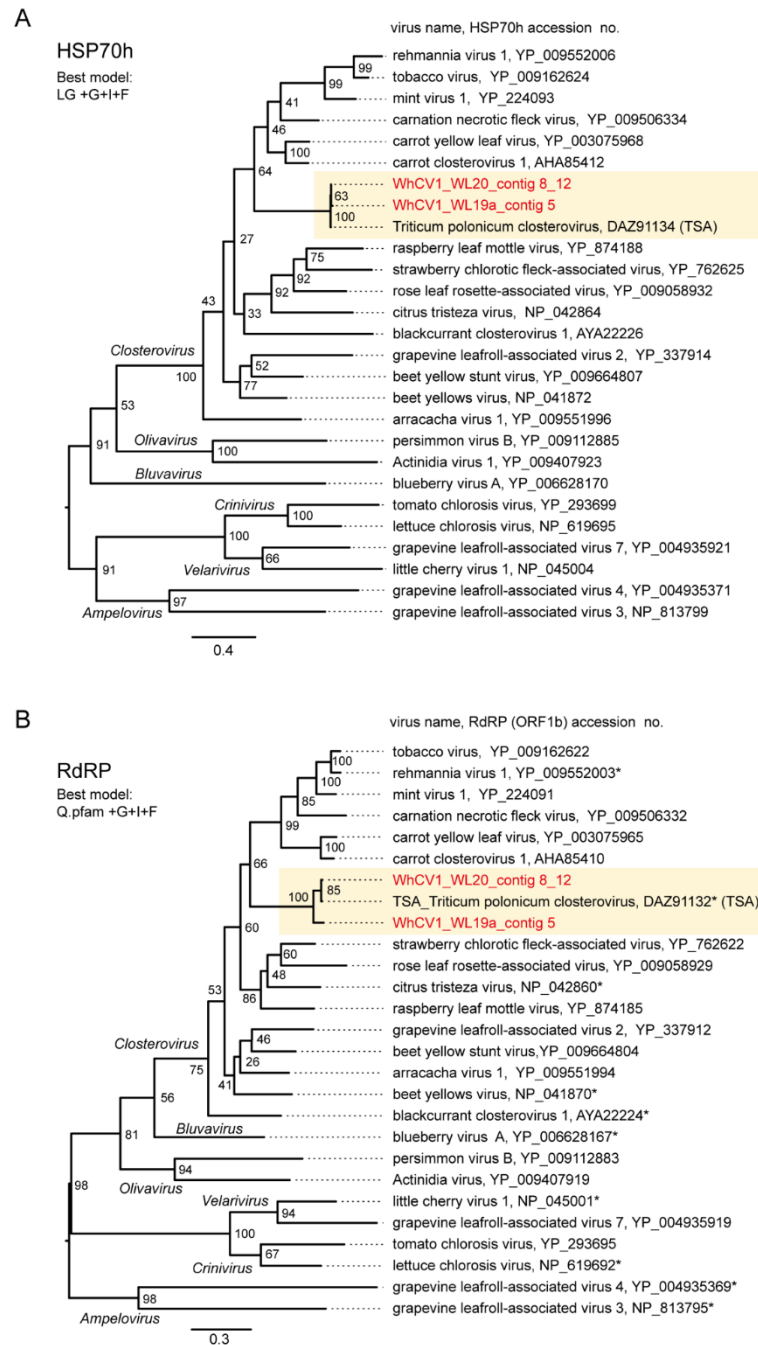 A
virus name, HSP70h accession no.
HSP70h
Best model:
LG +G+I+F
rehmannia virus 1, YP_009552006
99
tobacco virus, YP_009162624
99
mint virus 1, YP_224093
41
carnation necrotic fleck virus, YP_009506334
46
carrot yellow leaf virus, YP_003075968
100
carrot closterovirus 1, AHA85412
64
WhCV1_WL20_contig 8_12
63
WhCV1_WL19a_contig 5
100
Triticum polonicum closterovirus, DAZ91134 (TSA)
27
raspberry leaf mottle virus, YP_874188
75
strawberry chlorotic fleck-associated virus, YP_762625
92
rose leaf rosette-associated virus, YP_009058932
92
citrus tristeza virus, NP_042864
43
33
blackcurrant closterovirus 1, AYA22226
Closterovirus
grapevine leafroll-associated virus 2, YP_337914
52
100
beet yellow stunt virus, YP_009664807
77
beet yellows virus, NP_041872
53
arracacha virus 1, YP_009551996
Olivavirus
persimmon virus B, YP_009112885
91
100
Actinidia virus 1, YP_009407923
Bluvavirus
blueberry virus A, YP_006628170
Crinivirus
tomato chlorosis virus, YP_293699
100
lettuce chlorosis virus, NP_619695
100
grapevine leafroll-associated virus 7, YP_004935921
Velarivirus
66
little cherry virus 1, NP_045004
91
grapevine leafroll-associated virus 4, YP_004935371
97
Ampelovirus
grapevine leafroll-associated virus 3, NP_813799
0.4
B
virus name, RdRP (ORF1b) accession no.
RdRP
Best model:
Q.pfam +G+I+F
tobacco virus, YP_009162622
100
rehmannia virus 1, YP_009552003*
100
mint virus 1, YP_224091
85
carnation necrotic fleck virus, YP_009506332
99
carrot yellow leaf virus, YP_003075965
100
carrot closterovirus 1, AHA85410
66
WhCV1_WL20_contig 8_12
85
100
TSA_Triticum polonicum closterovirus, DAZ91132* (TSA)
WhCV1_WL19a_contig 5
60
strawberry chlorotic fleck-associated virus, YP_762622
60
rose leaf rosette-associated virus, YP_009058929
48
citrus tristeza virus, NP_042860*
86
raspberry leaf mottle virus, YP_874185
53
grapevine leafroll-associated virus 2, YP_337912
46
beet yellow stunt virus,YP_009664804
Closterovirus
26
arracacha virus 1, YP_009551994
75
41
beet yellows virus, NP_041870*
56
blackcurrant closterovirus 1, AYA22224*
Bluvavirus
blueberry virus A, YP_006628167*
81
persimmon virus B, YP_009112883
94
Olivavirus
Actinidia virus 1, YP_009407919
98
Velarivirus
little cherry virus 1, NP_045001*
94
grapevine leafroll-associated virus 7, YP_004935919
100
tomato chlorosis virus, YP_293695
67
Crinivirus
lettuce chlorosis virus, NP_619692*
grapevine leafroll-associated virus 4, YP_004935369*
98
Ampelovirus
grapevine leafroll-associated virus 3, NP_813795*
0.3